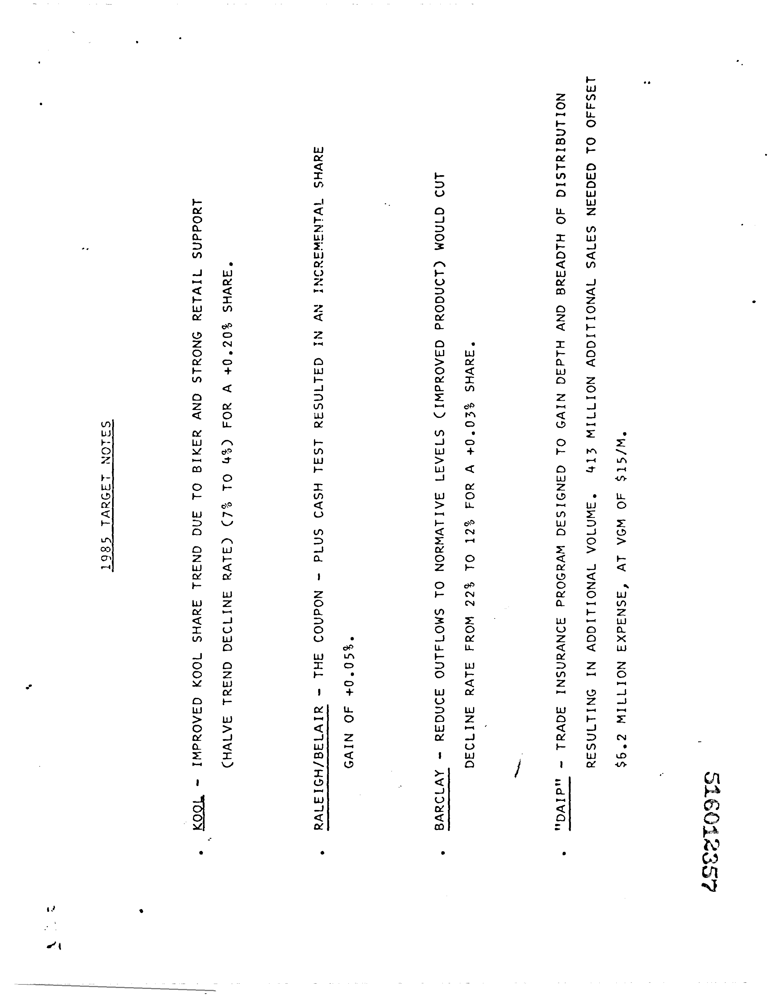 1985 TARGET NOTES
. KOOL - IMPROVED KOOL SHARE TREND DUE TO BIKER AND STRONG RETAIL SUPPORT
(HALVE TREND DECLINE RATE) (7% TO 4%) FOR A +0.20% SHARE.
. RALEIGH/BELAIR - THE COUPON - PLUS CASH TEST RESULTED IN AN INCREMENTAL SHARE
GAIN OF +0.05%.
. BARCLAY - REDUCE OUTFLOWS TO NORMATIVE LEVELS (IMPROVED PRODUCT) WOULD CUT
DECLINE RATE FROM 22% TO 12% FOR A +0.03% SHARE.
. "DAIP" - TRADE INSURANCE PROGRAM DESIGNED TO GAIN DEPTH AND BREADTH OF DISTRIBUTION
RESULTING IN ADDITIONAL VOLUME. 413 MILLION ADDITIONAL SALES NEEDED TO OFFSET
$6.2 MILLION EXPENSE, AT VGM OF $15/M.
516012357